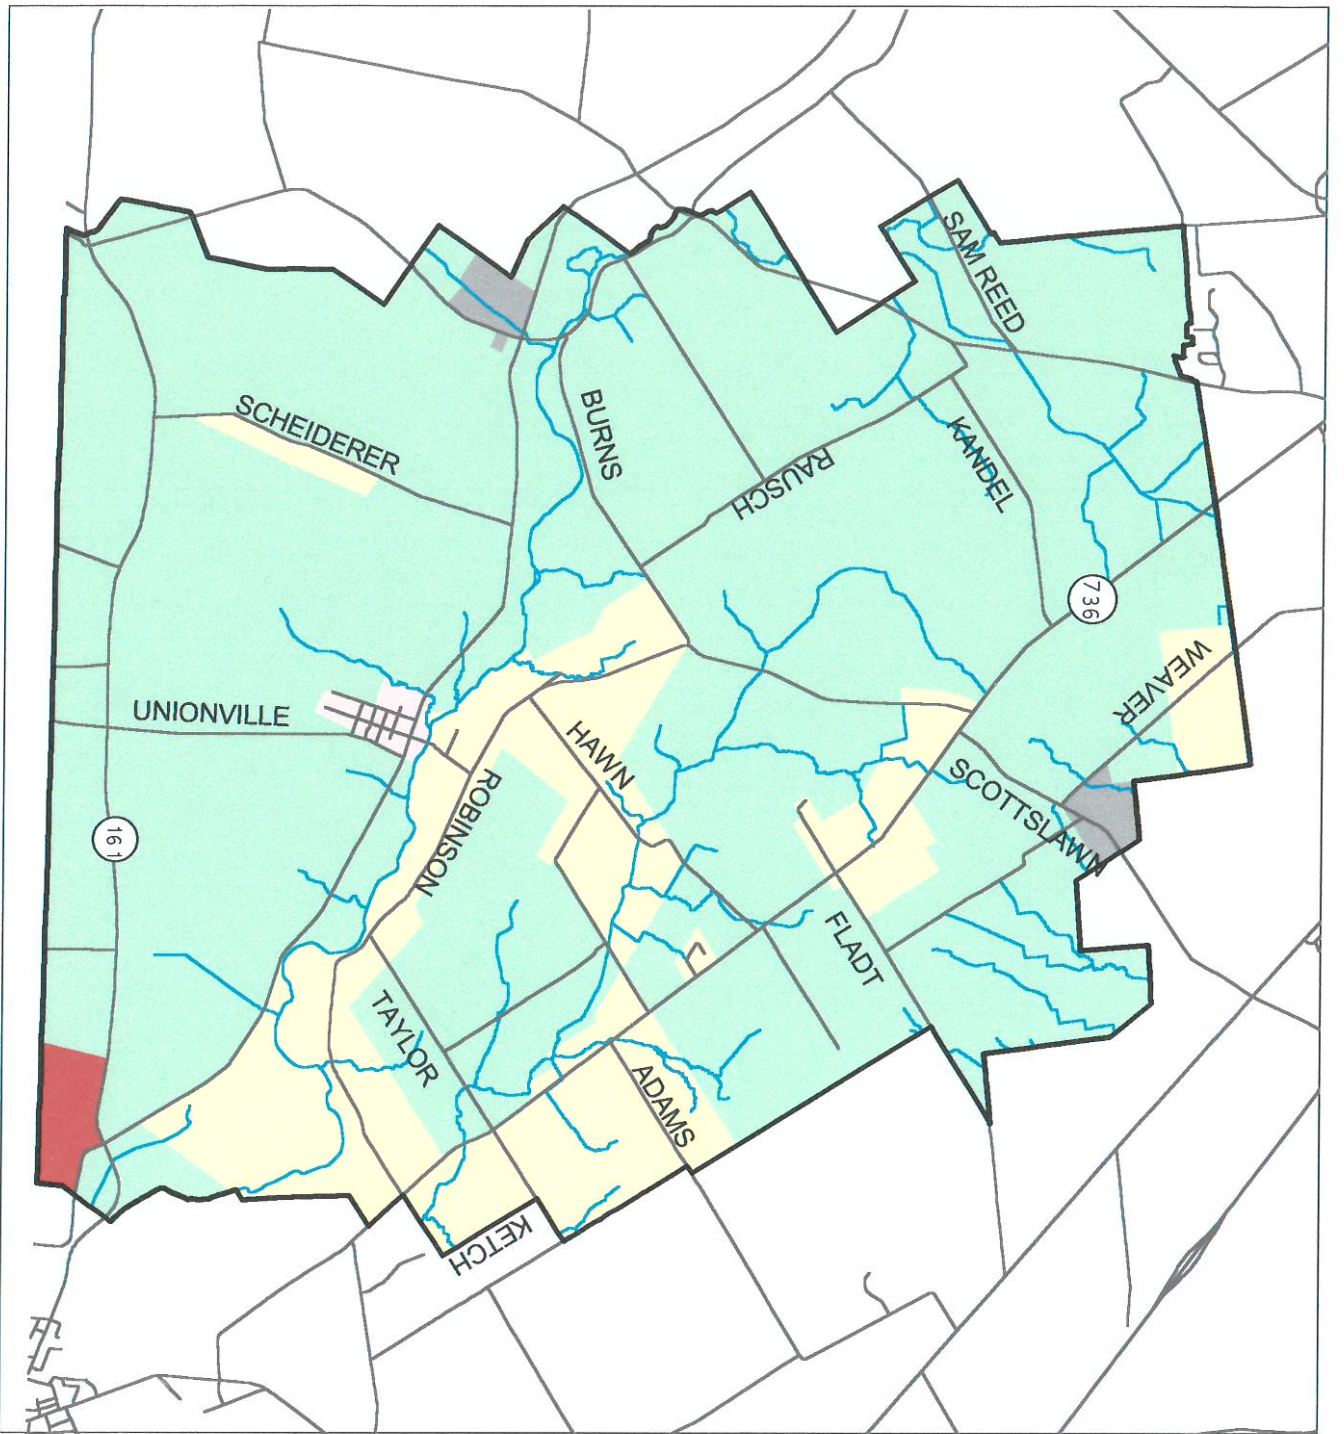 SAM REED
SCHEIDERER
BURNS
RAUSCH
KANDEL
736
WEAVER
UNIONVILLE
HAWN
ROBINSON
SCOTTSLAWN
161
FLADT
TAYLOR
ADAMS
KETCH